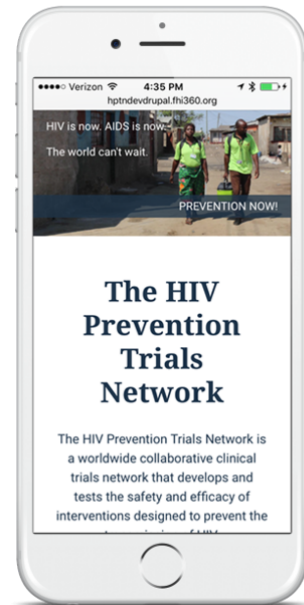 Verizon 4:35 PM
hptndevdrupal.fhi360.org
HIV is now. AIDS is now.
The world can't wait.
PREVENTION NOW!
The HIV
Prevention
Trials
Network
The HIV Prevention Trials Network is
a worldwide collaborative clinical
trials network that develops and
tests the safety and efficacy of
interventions designed to prevent the